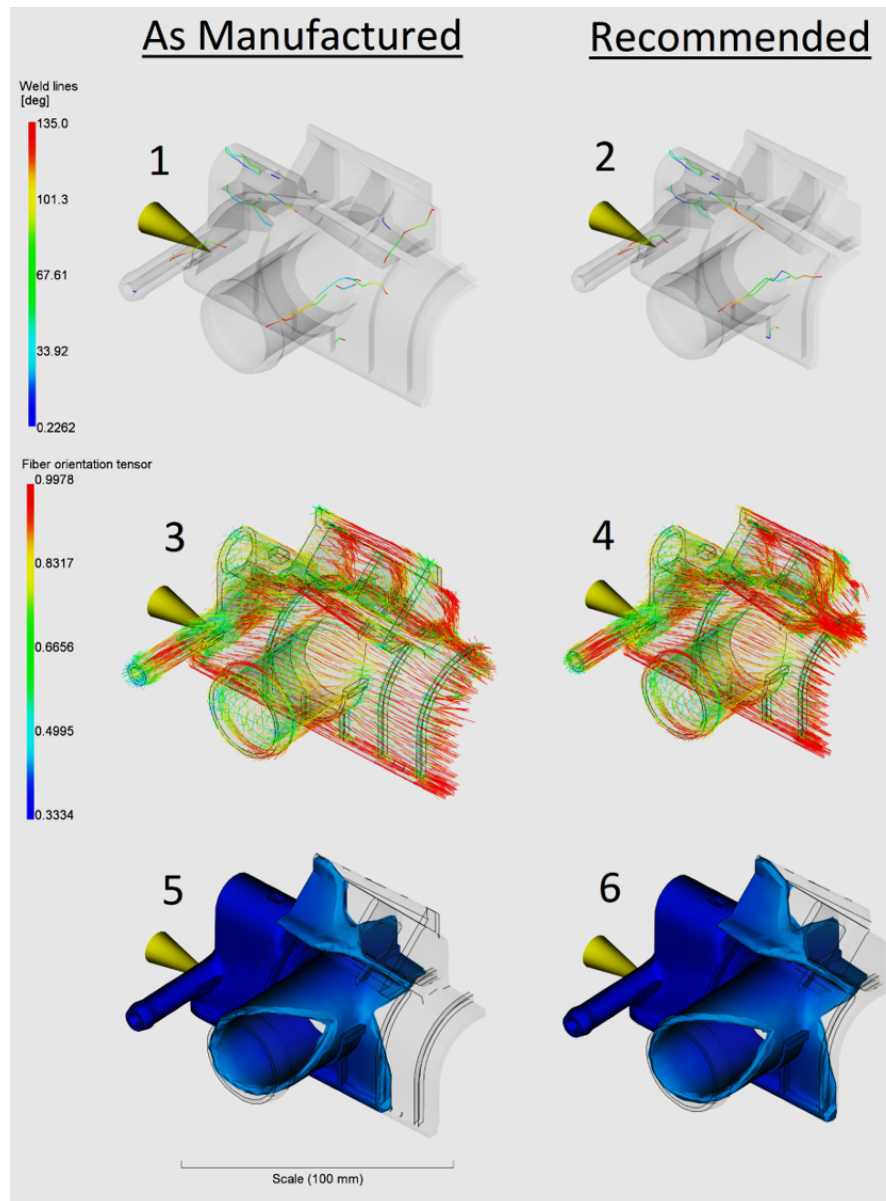 As Manufactured
Recommended
Weld lines
[deg]
135.0
101.3
67.61
33.92
0.2262
1
2
Fiber orientation tensor
0.9978
0.8317
0.6656
0.4995
0.3334
3
4
5
6
Scale (100 mm)